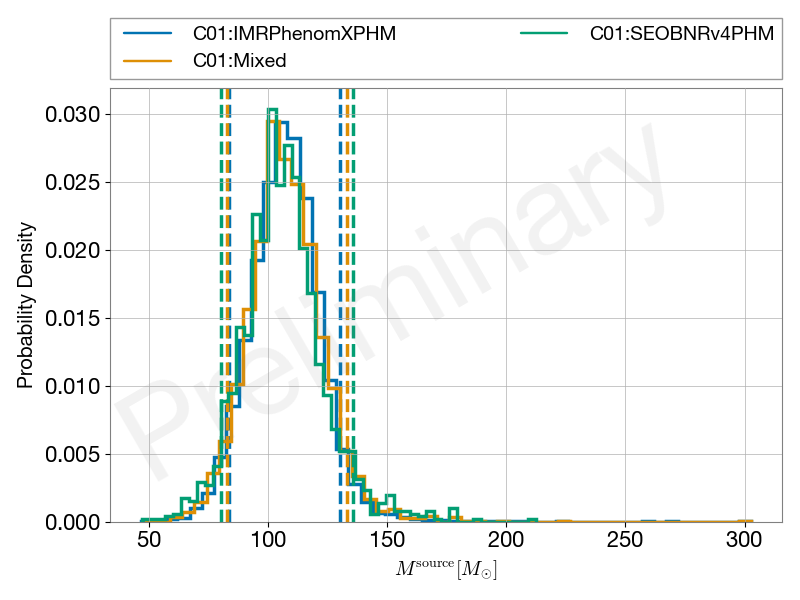 C01:IMRPhenomXPHM C01:SEOBNRv4PHM
C01:Mixed
0.030
0.025
0.020
0.015
0.010
0.005
0.000
Probability Density
Preliminary
50 100 150 200 250 300
M^source [M_⊙]